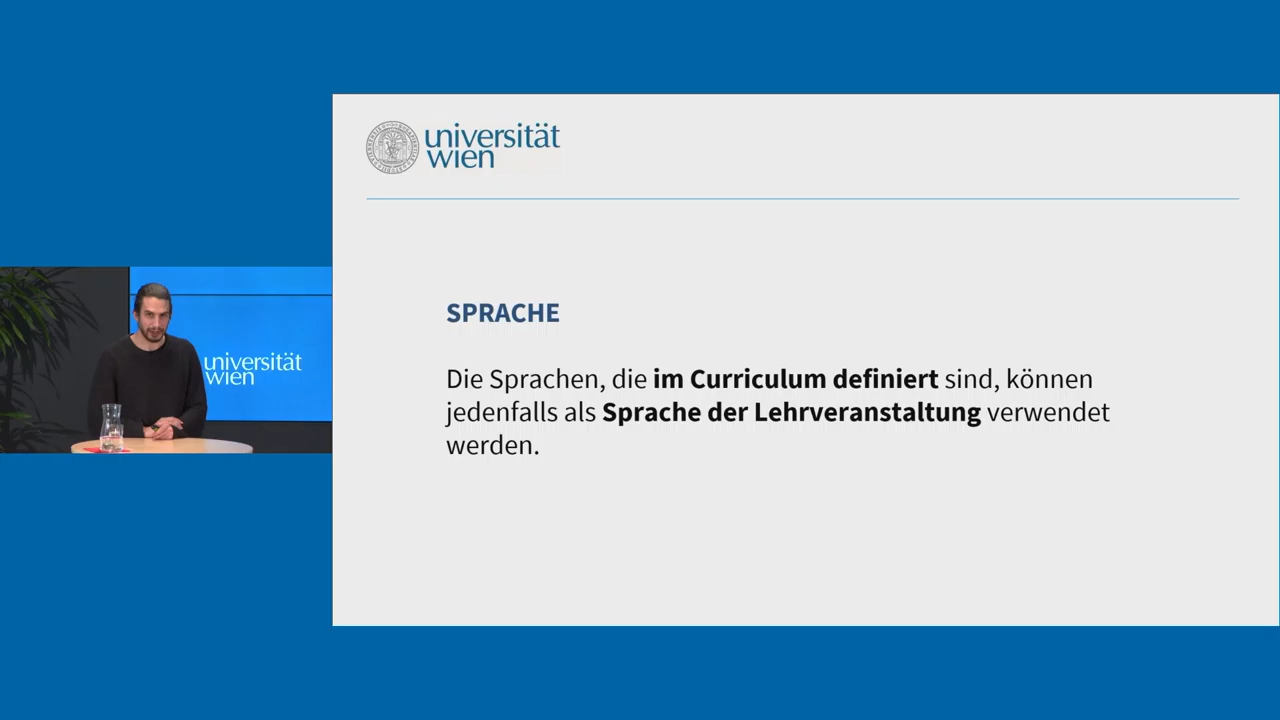 universität
wien
SPRACHE
Die Sprachen, die im Curriculum definiert sind, können
jedenfalls als Sprache der Lehrveranstaltung verwendet
werden.
universität
wien